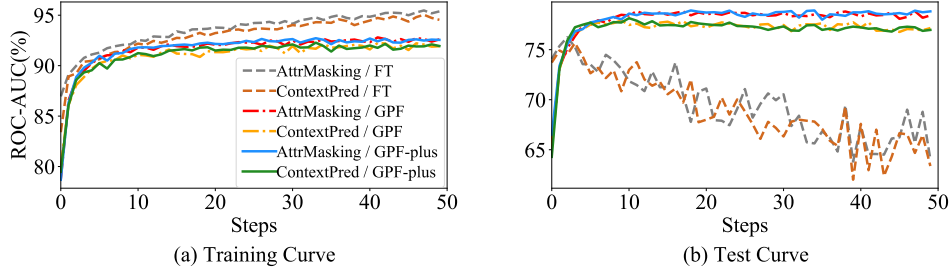 ROC-AUC(%)
95
90
85
80
0
10
20
30
40
50
Steps
AttrMasking / FT
ContextPred / FT
AttrMasking / GPF
ContextPred / GPF
AttrMasking / GPF-plus
ContextPred / GPF-plus
(a) Training Curve
75
70
65
0
10
20
30
40
50
Steps
(b) Test Curve